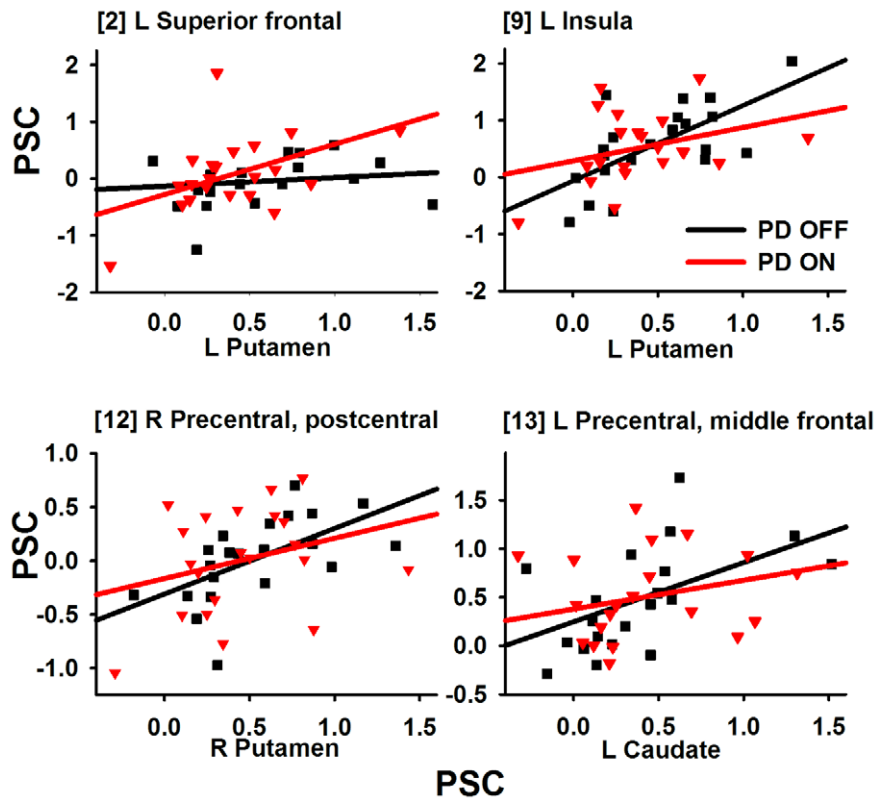 [2] L Superior frontal
[9] L Insula
PSC
2
1
0
-1
-2
0.0 0.5 1.0 1.5
L Putamen
2
1
0
-1
-2
PD OFF
PD ON
0.0 0.5 1.0 1.5
L Putamen
[12] R Precentral, postcentral
[13] L Precentral, middle frontal
PSC
1.0
0.5
0.0
-0.5
-1.0
0.0 0.5 1.0 1.5
R Putamen
1.5
1.0
0.5
0.0
-0.5
0.0 0.5 1.0 1.5
L Caudate
PSC